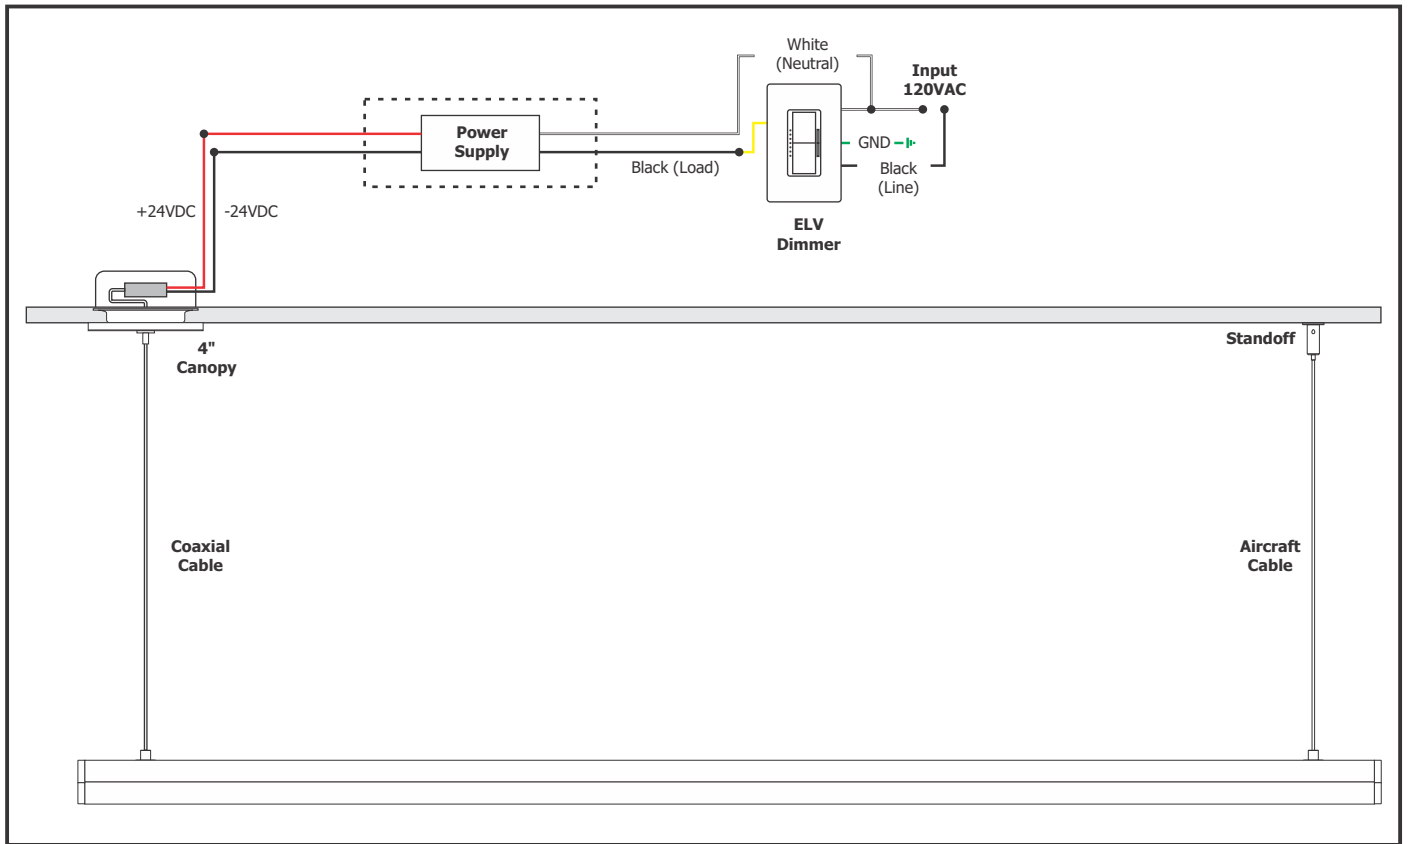 White
(Neutral)
Input
120VAC
Power
Supply
GND
Black (Load)
Black
(Line)
+24VDC
-24VDC
ELV
Dimmer
4"
Canopy
Standoff
Coaxial
Cable
Aircraft
Cable